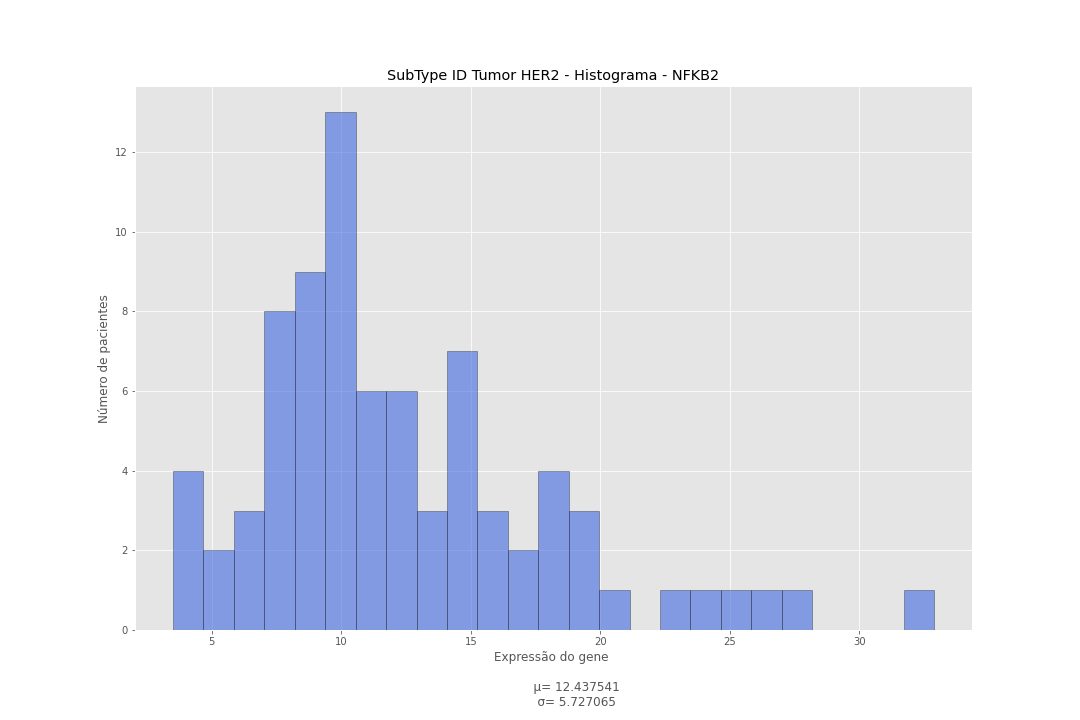 SubType ID Tumor HER2 - Histograma - NFKB2
Número de pacientes
12
10
8
6
4
2
0
5 10 15 20 25 30
Expressão do gene
μ= 12.437541
σ= 5.727065